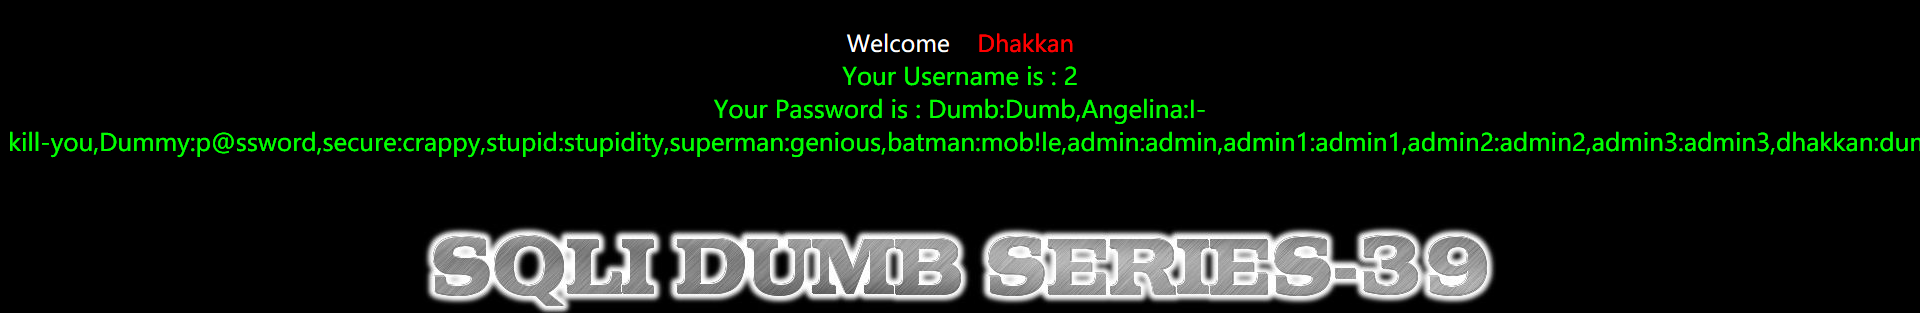 Welcome Dhakkan
Your Username is : 2
Your Password is : Dumb:Dumb,Angelina:I-
kill-you,Dummy:p@ssword,secure:crappy,stupid:stupidity,superman:genious,batman:mob!le,admin:admin,admin1:admin1,admin2:admin2,admin3:admin3,dhakkan:dum
SQLI DUMB SERIES-39